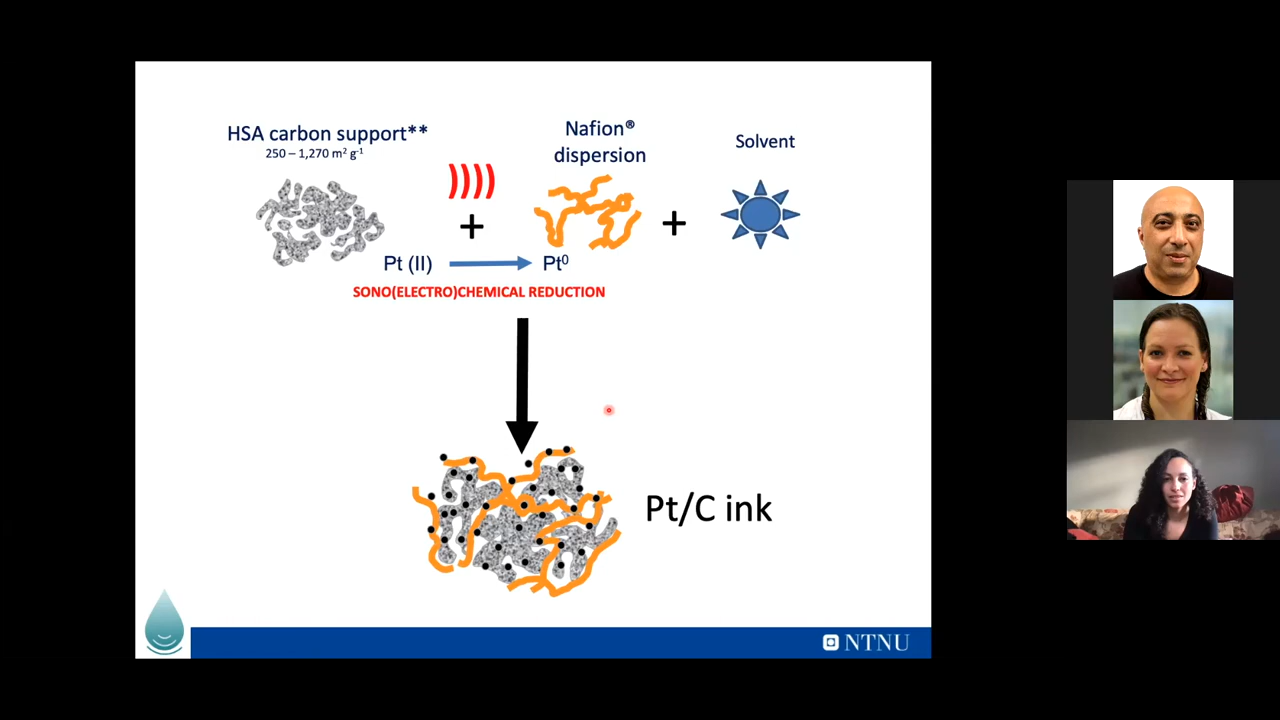 HSA carbon support**
250 – 1,270 m² g⁻¹
Nafion®
dispersion
Solvent
))))
+
+
Pt (II)
Pt⁰
SONO(ELECTRO)CHEMICAL REDUCTION
Pt/C ink
NTNU